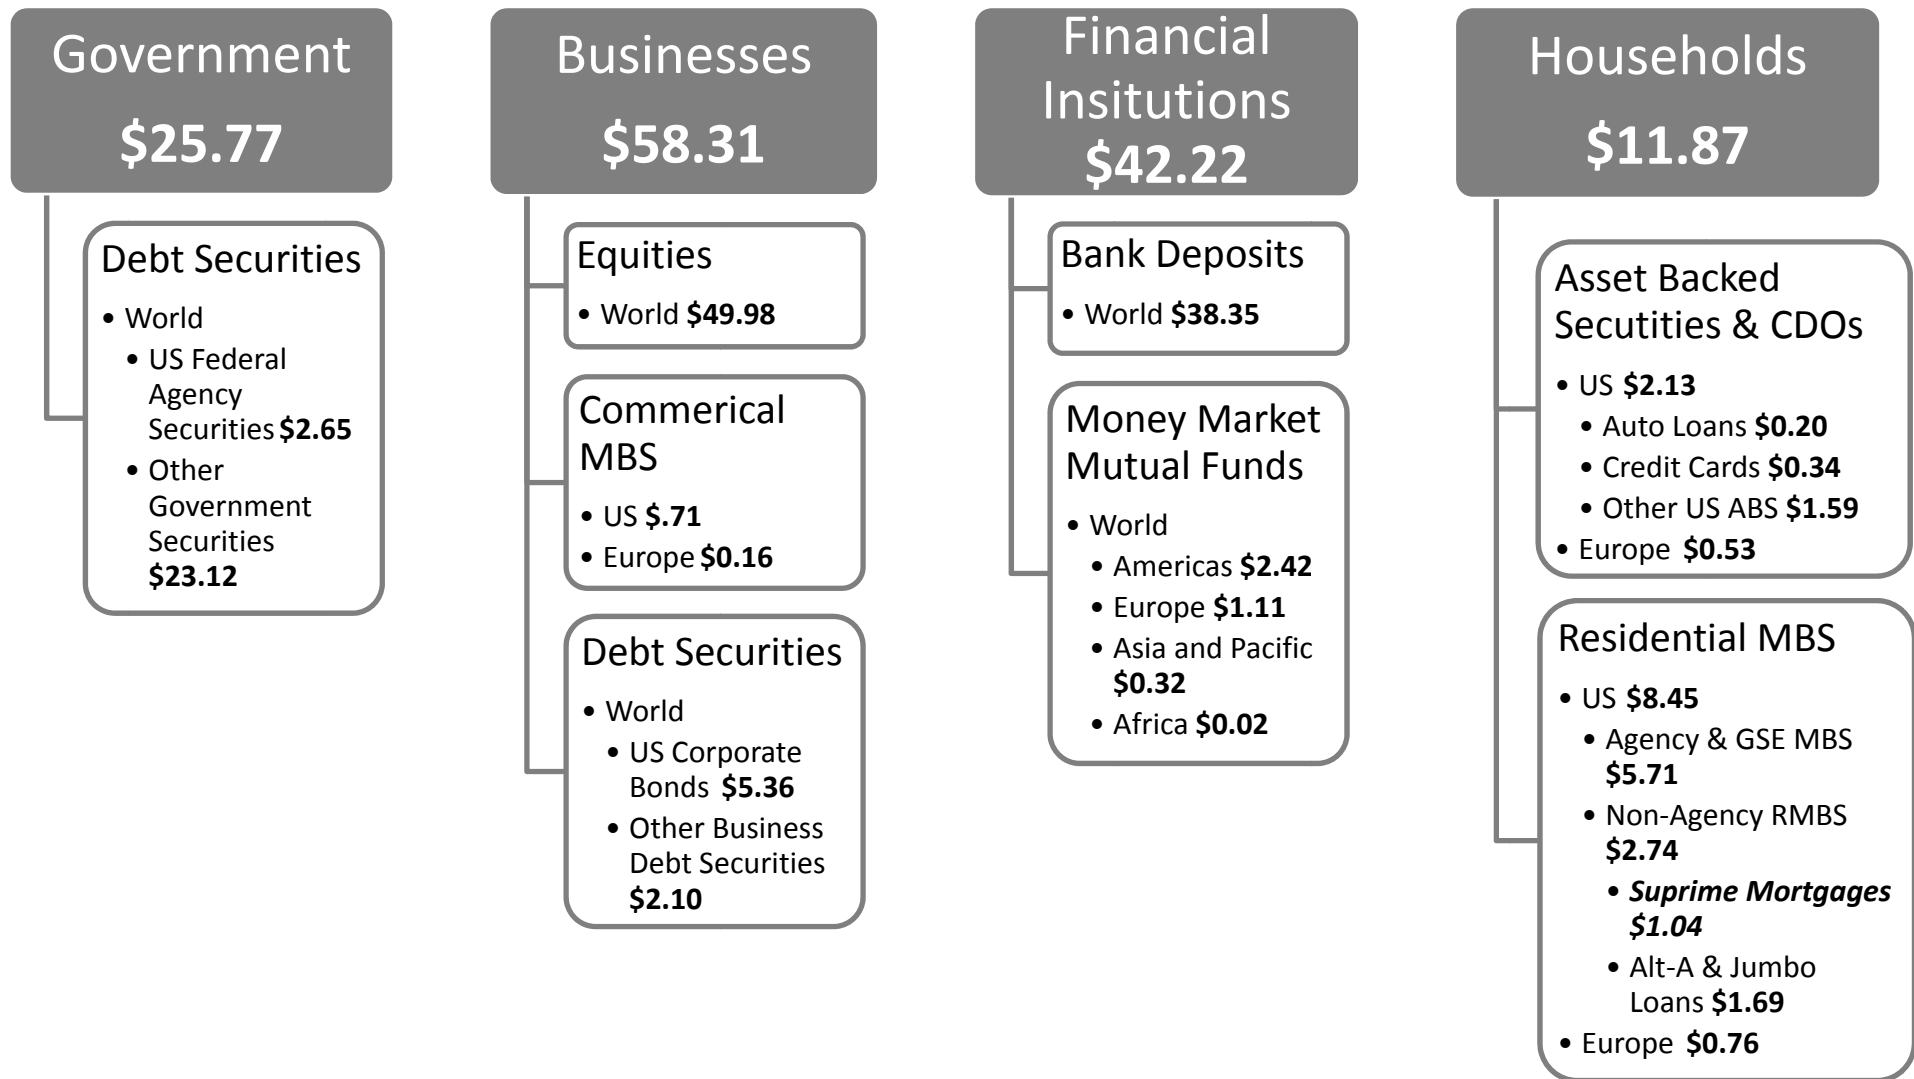 Government
$25.77
Debt Securities
• World
• US Federal
Agency
Securities $2.65
• Other
Government
Securities
$23.12
Businesses
$58.31
Equities
• World $49.98
Commerical
MBS
• US $.71
• Europe $0.16
Debt Securities
• World
• US Corporate
Bonds $5.36
• Other Business
Debt Securities
$2.10
Financial
Insitutions
$42.22
Bank Deposits
• World $38.35
Money Market
Mutual Funds
• World
• Americas $2.42
• Europe $1.11
• Asia and Pacific
$0.32
• Africa $0.02
Households
$11.87
Asset Backed
Secutities & CDOs
• US $2.13
• Auto Loans $0.20
• Credit Cards $0.34
• Other US ABS $1.59
• Europe $0.53
Residential MBS
• US $8.45
• Agency & GSE MBS
$5.71
• Non-Agency RMBS
$2.74
• Suprime Mortgages
$1.04
• Alt-A & Jumbo
Loans $1.69
• Europe $0.76